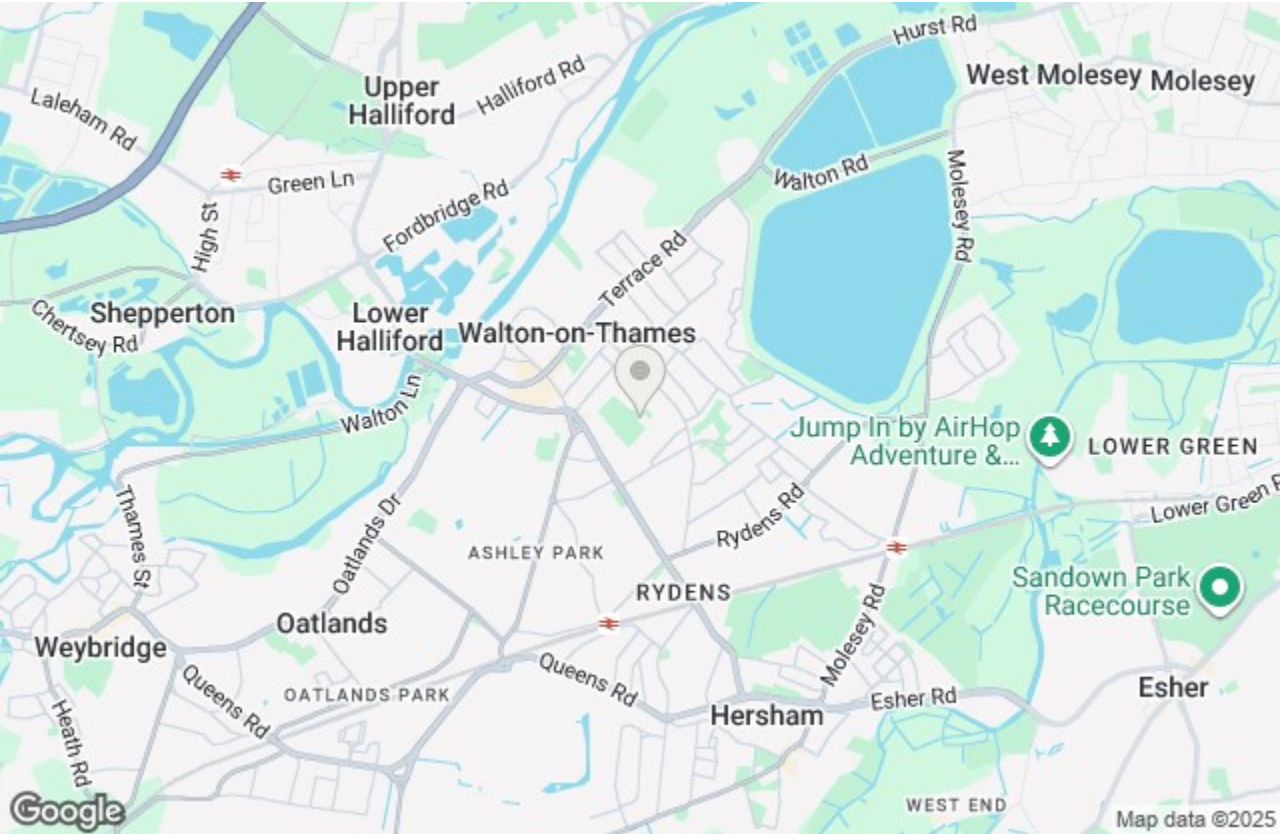 Hurst Rd
West Molesey
Molesey
Upper
Halliford
Halliford Rd
Laleham Rd
Walton Rd
Green Ln
Molesey Rd
Fordbridge Rd
High St
Terrace Rd
Shepperton
Lower
Halliford
Walton-on-Thames
Chertsey Rd
Walton Ln
Jump In by AirHop
Adventure &...
LOWER GREEN
Thames St
Lower Green R
Rydens Rd
Oatlands Dr
ASHLEY PARK
RYDENS
Sandown Park
Racecourse
Oatlands
Weybridge
Molesey Rd
Queens Rd
Queens Rd
OATLANDS PARK
Esher Rd
Esher
Hersham
Heath Rd
WEST END
Google
Map data ©2025